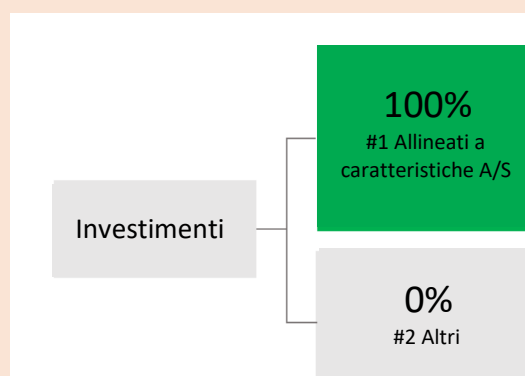 100%
#1 Allineati a
caratteristiche A/S
Investimenti
0%
#2 Altri